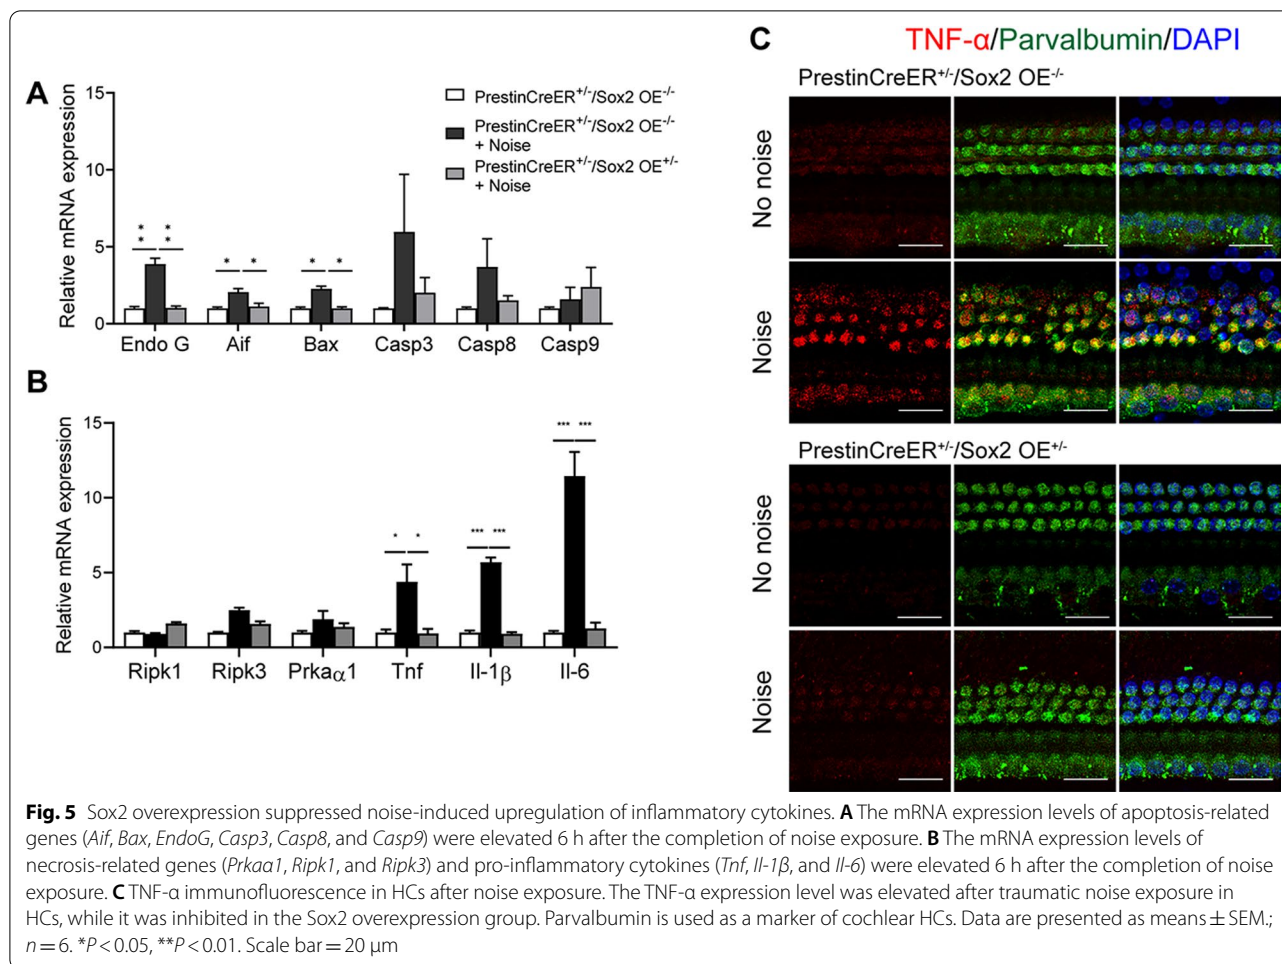 A
Relative mRNA expression
15
10
5
0
PrestinCreER+/-/Sox2 OE-/-
PrestinCreER+/-/Sox2 OE-/-
+ Noise
PrestinCreER+/-/Sox2 OE+/-
+ Noise
* *
* *
*
*
*
*
Endo G Aif Bax Casp3 Casp8 Casp9
B
Relative mRNA expression
15
10
5
0
* *
*** ***
*** ***
Ripk1 Ripk3 Prkaα1 Tnf Il-1β Il-6
C
TNF-α/Parvalbumin/DAPI
PrestinCreER+/-/Sox2 OE-/-
No noise
Noise
PrestinCreER+/-/Sox2 OE+/-
No noise
Noise
Fig. 5 Sox2 overexpression suppressed noise-induced upregulation of inflammatory cytokines. A The mRNA expression levels of apoptosis-related
genes (Aif, Bax, EndoG, Casp3, Casp8, and Casp9) were elevated 6 h after the completion of noise exposure. B The mRNA expression levels of
necrosis-related genes (Prkaa1, Ripk1, and Ripk3) and pro-inflammatory cytokines (Tnf, Il-1β, and Il-6) were elevated 6 h after the completion of noise
exposure. C TNF-α immunofluorescence in HCs after noise exposure. The TNF-α expression level was elevated after traumatic noise exposure in
HCs, while it was inhibited in the Sox2 overexpression group. Parvalbumin is used as a marker of cochlear HCs. Data are presented as means ± SEM.;
n = 6. *P < 0.05, **P < 0.01. Scale bar = 20 μm